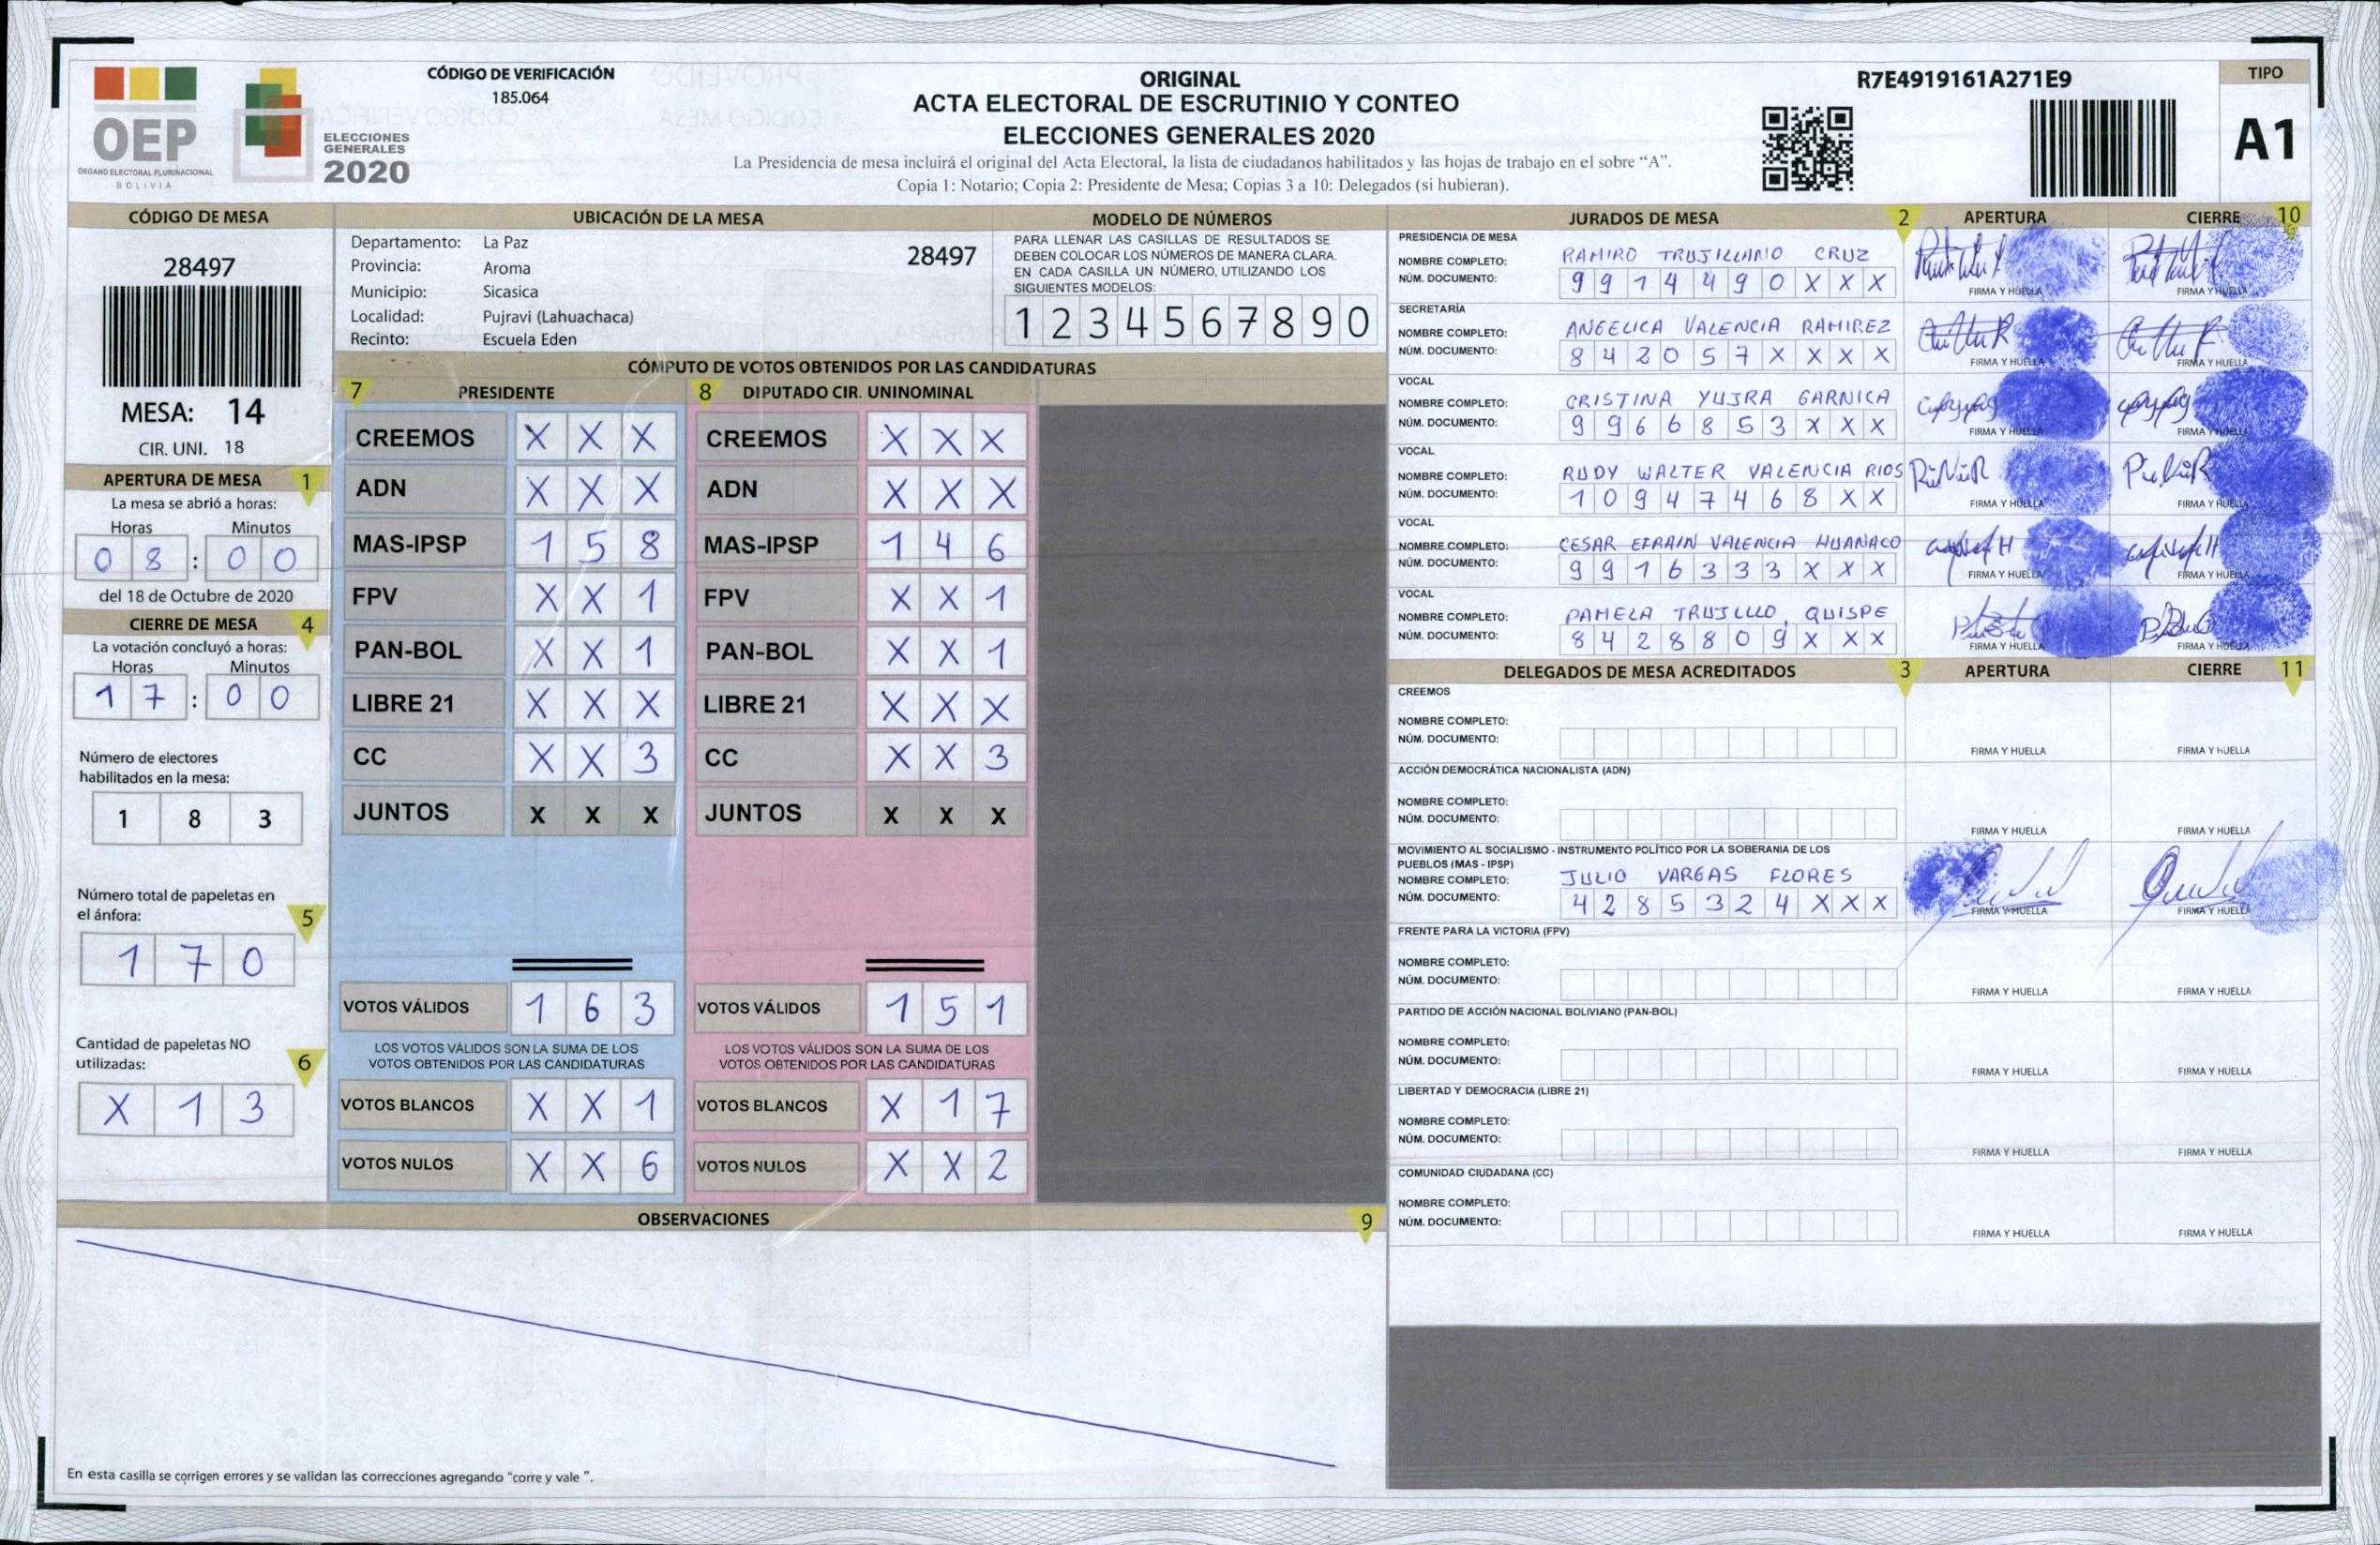 OEP
ÓRGANO ELECTORAL PLURINACIONAL
BOLIVIA
ELECCIONES
GENERALES
2020
CÓDIGO DE VERIFICACIÓN
185.064
ORIGINAL
ACTA ELECTORAL DE ESCRUTINIO Y CONTEO
ELECCIONES GENERALES 2020
La Presidencia de mesa incluirá el original del Acta Electoral, la lista de ciudadanos habilitados y las hojas de trabajo en el sobre “A”.
Copia 1: Notario; Copia 2: Presidente de Mesa; Copias 3 a 10: Delegados (si hubieran).
R7E4919161A271E9
TIPO
A1
CÓDIGO DE MESA
28497
MESA: 14
CIR. UNI. 18
APERTURA DE MESA 1
La mesa se abrió a horas:
Horas Minutos
0 8 : 0 0
del 18 de Octubre de 2020
CIERRE DE MESA 4
La votación concluyó a horas:
Horas Minutos
1 7 : 0 0
Número de electores
habilitados en la mesa:
1 8 3
Número total de papeletas en
el ánfora:
5
1 7 0
Cantidad de papeletas NO
utilizadas:
6
X 1 3
UBICACIÓN DE LA MESA
Departamento: La Paz
28497
Provincia: Aroma
Municipio: Sicasica
Localidad: Pujravi (Lahuachaca)
Recinto: Escuela Eden
MODELO DE NÚMEROS
PARA LLENAR LAS CASILLAS DE RESULTADOS SE
DEBEN COLOCAR LOS NÚMEROS DE MANERA CLARA.
EN CADA CASILLA UN NÚMERO, UTILIZANDO LOS
SIGUIENTES MODELOS:
1 2 3 4 5 6 7 8 9 0
CÓMPUTO DE VOTOS OBTENIDOS POR LAS CANDIDATURAS
7 PRESIDENTE
CREEMOS X X X
ADN X X X
MAS-IPSP 1 5 8
FPV X X 1
PAN-BOL X X 1
LIBRE 21 X X X
CC X X 3
JUNTOS X X X
VOTOS VÁLIDOS 1 6 3
LOS VOTOS VÁLIDOS SON LA SUMA DE LOS
VOTOS OBTENIDOS POR LAS CANDIDATURAS
VOTOS BLANCOS X X 1
VOTOS NULOS X X 6
8 DIPUTADO CIR. UNINOMINAL
CREEMOS X X X
ADN X X X
MAS-IPSP 1 4 6
FPV X X 1
PAN-BOL X X 1
LIBRE 21 X X X
CC X X 3
JUNTOS X X X
VOTOS VÁLIDOS 1 5 1
LOS VOTOS VÁLIDOS SON LA SUMA DE LOS
VOTOS OBTENIDOS POR LAS CANDIDATURAS
VOTOS BLANCOS X 1 7
VOTOS NULOS X X 2
OBSERVACIONES 9
En esta casilla se corrigen errores y se validan las correcciones agregando "corre y vale ".
JURADOS DE MESA 2 APERTURA CIERRE 10
PRESIDENCIA DE MESA
NOMBRE COMPLETO: RAMIRO TRUJILLANO CRUZ
NÚM. DOCUMENTO: 9 9 1 4 4 9 0 X X X
FIRMA Y HUELLA FIRMA Y HUELLA
SECRETARÍA
NOMBRE COMPLETO: ANGELICA VALENCIA RAMIREZ
NÚM. DOCUMENTO: 8 4 2 0 5 7 X X X X
FIRMA Y HUELLA FIRMA Y HUELLA
VOCAL
NOMBRE COMPLETO: CRISTINA YUJRA GARNICA
NÚM. DOCUMENTO: 9 9 6 6 8 5 3 X X X
FIRMA Y HUELLA FIRMA Y HUELLA
VOCAL
NOMBRE COMPLETO: RUDY WALTER VALENCIA RIOS
NÚM. DOCUMENTO: 1 0 9 4 7 4 6 8 X X
FIRMA Y HUELLA FIRMA Y HUELLA
VOCAL
NOMBRE COMPLETO: CESAR EFRAIN VALENCIA HUANACO
NÚM. DOCUMENTO: 9 9 1 6 3 3 3 X X X
FIRMA Y HUELLA FIRMA Y HUELLA
VOCAL
NOMBRE COMPLETO: PAMELA TRUJILLO QUISPE
NÚM. DOCUMENTO: 8 4 2 8 8 0 9 X X X
FIRMA Y HUELLA FIRMA Y HUELLA
DELEGADOS DE MESA ACREDITADOS 3 APERTURA CIERRE 11
CREEMOS
NOMBRE COMPLETO:
NÚM. DOCUMENTO:
FIRMA Y HUELLA FIRMA Y HUELLA
ACCIÓN DEMOCRÁTICA NACIONALISTA (ADN)
NOMBRE COMPLETO:
NÚM. DOCUMENTO:
FIRMA Y HUELLA FIRMA Y HUELLA
MOVIMIENTO AL SOCIALISMO - INSTRUMENTO POLÍTICO POR LA SOBERANIA DE LOS
PUEBLOS (MAS - IPSP)
NOMBRE COMPLETO: JULIO VARGAS FLORES
NÚM. DOCUMENTO: 4 2 8 5 3 2 4 X X X
FIRMA Y HUELLA FIRMA Y HUELLA
FRENTE PARA LA VICTORIA (FPV)
NOMBRE COMPLETO:
NÚM. DOCUMENTO:
FIRMA Y HUELLA FIRMA Y HUELLA
PARTIDO DE ACCIÓN NACIONAL BOLIVIANO (PAN-BOL)
NOMBRE COMPLETO:
NÚM. DOCUMENTO:
FIRMA Y HUELLA FIRMA Y HUELLA
LIBERTAD Y DEMOCRACIA (LIBRE 21)
NOMBRE COMPLETO:
NÚM. DOCUMENTO:
FIRMA Y HUELLA FIRMA Y HUELLA
COMUNIDAD CIUDADANA (CC)
NOMBRE COMPLETO:
NÚM. DOCUMENTO:
FIRMA Y HUELLA FIRMA Y HUELLA